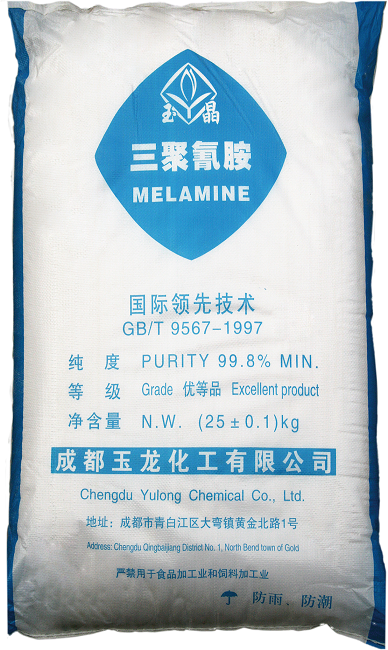 玉晶
三聚氰胺
MELAMINE
国际领先技术
GB/T 9567-1997
纯 度 PURITY 99.8% MIN.
等 级 Grade 优等品 Excellent product
净含量 N.W. (25±0.1)kg
成都玉龙化工有限公司
Chengdu Yulong Chemical Co., Ltd.
地址：成都市青白江区大弯镇黄金北路1号
Address: Chengdu Qingbaijiang District No. 1, North Bend town of Gold
严禁用于食品加工业和饲料加工业
防雨、防潮